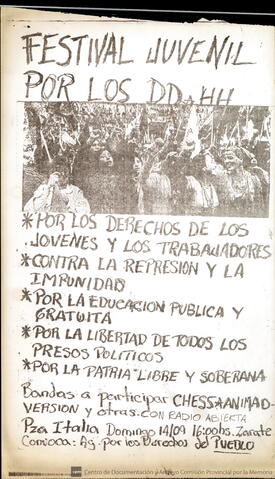 FESTIVAL JUVENIL
POR LOS DD.HH
*POR LOS DERECHOS DE LOS
JOVENES Y LOS TRABAJADORES
*CONTRA LA REPRESION Y LA
IMPUNIDAD
*POR LA EDUCACION PUBLICA Y
GRATUITA
*POR LA LIBERTAD DE TODOS LOS
PRESOS POLITICOS
*POR LA PATRIA LIBRE Y SOBERANA
Bandas a participar CHESS*ANIMAD-
VERSION y otras. CON RADIO ABIERTA
Pza Italia Domingo 14/09 16:00hs. Zarate
Convoca: Ag. por los Derechos del PUEBLO
Centro de Documentación y Archivo Comisión Provincial por la Memoria